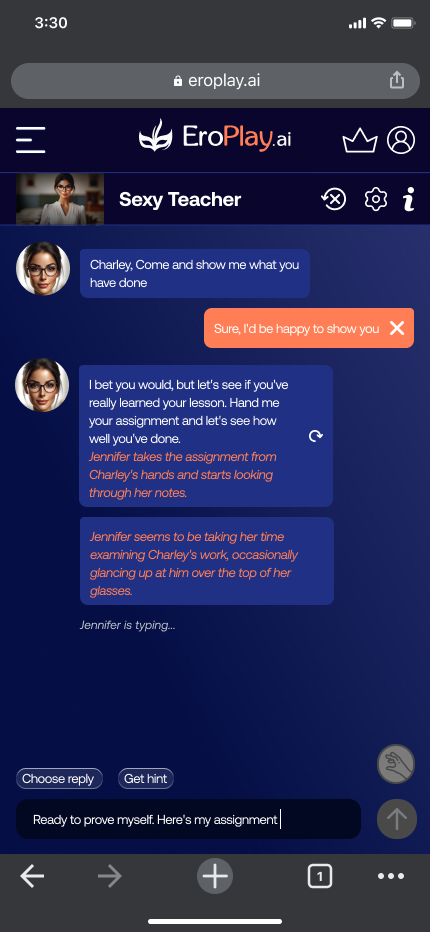 3:30
eroplay.ai
EroPlay.ai
Sexy Teacher
Charley, Come and show me what you
have done
Sure, I'd be happy to show you
I bet you would, but let's see if you've
really learned your lesson. Hand me
your assignment and let's see how
well you've done.
Jennifer takes the assignment from
Charley's hands and starts looking
through her notes.
Jennifer seems to be taking her time
examining Charley's work, occasionally
glancing up at him over the top of her
glasses.
Jennifer is typing...
Choose reply
Get hint
Ready to prove myself. Here's my assignment
1